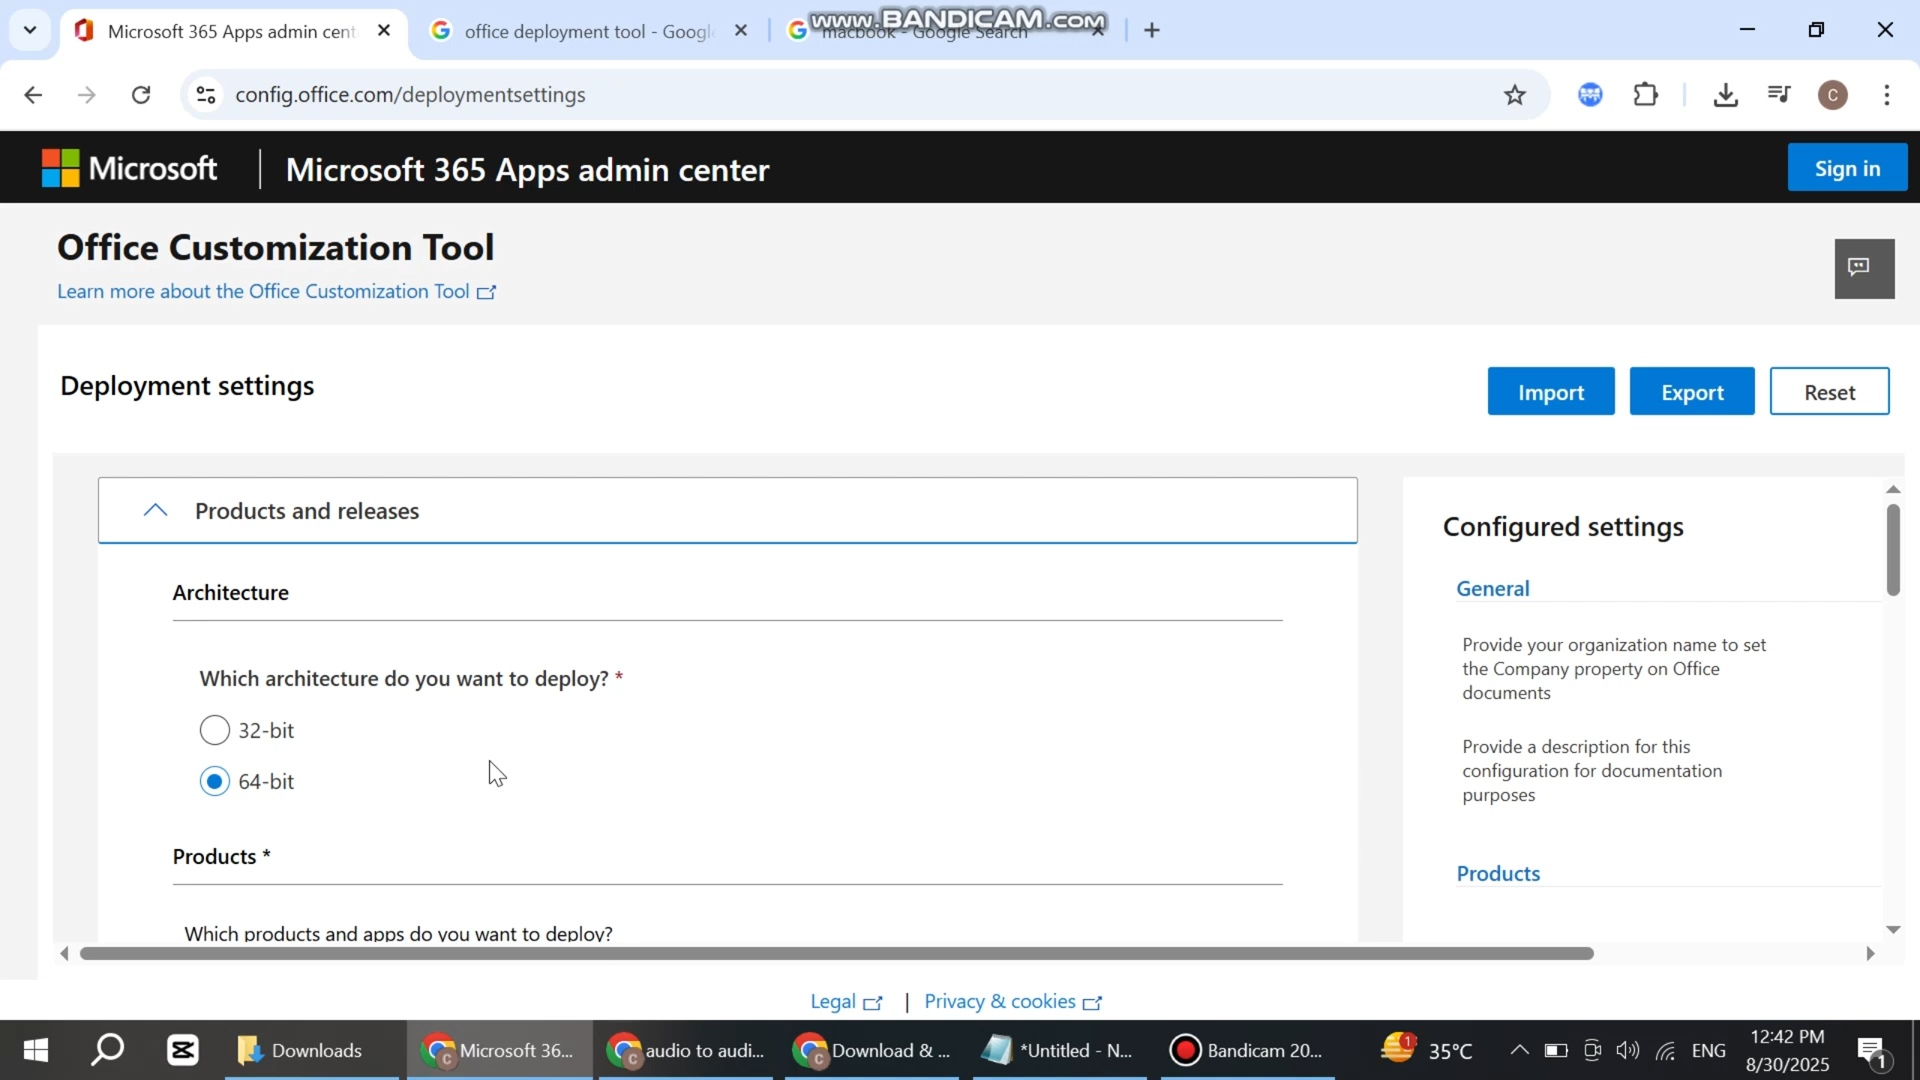 Microsoft 365 Apps admin cent
office deployment tool - Googl
www.BANDICAM.com
macbook - Google Search
config.office.com/deploymentsettings
C
Microsoft
Microsoft 365 Apps admin center
Sign in
Office Customization Tool
Learn more about the Office Customization Tool
Deployment settings
Import
Export
Reset
Products and releases
Configured settings
Architecture
General
Which architecture do you want to deploy? *
Provide your organization name to set
the Company property on Office
documents
32-bit
Provide a description for this
configuration for documentation
purposes
64-bit
Products *
Products
Which products and apps do you want to deploy?
Legal | Privacy & cookies
Downloads
Microsoft 36...
audio to audi...
Download & ...
*Untitled - N...
Bandicam 20...
1
35°C
ENG
12:42 PM
8/30/2025
1